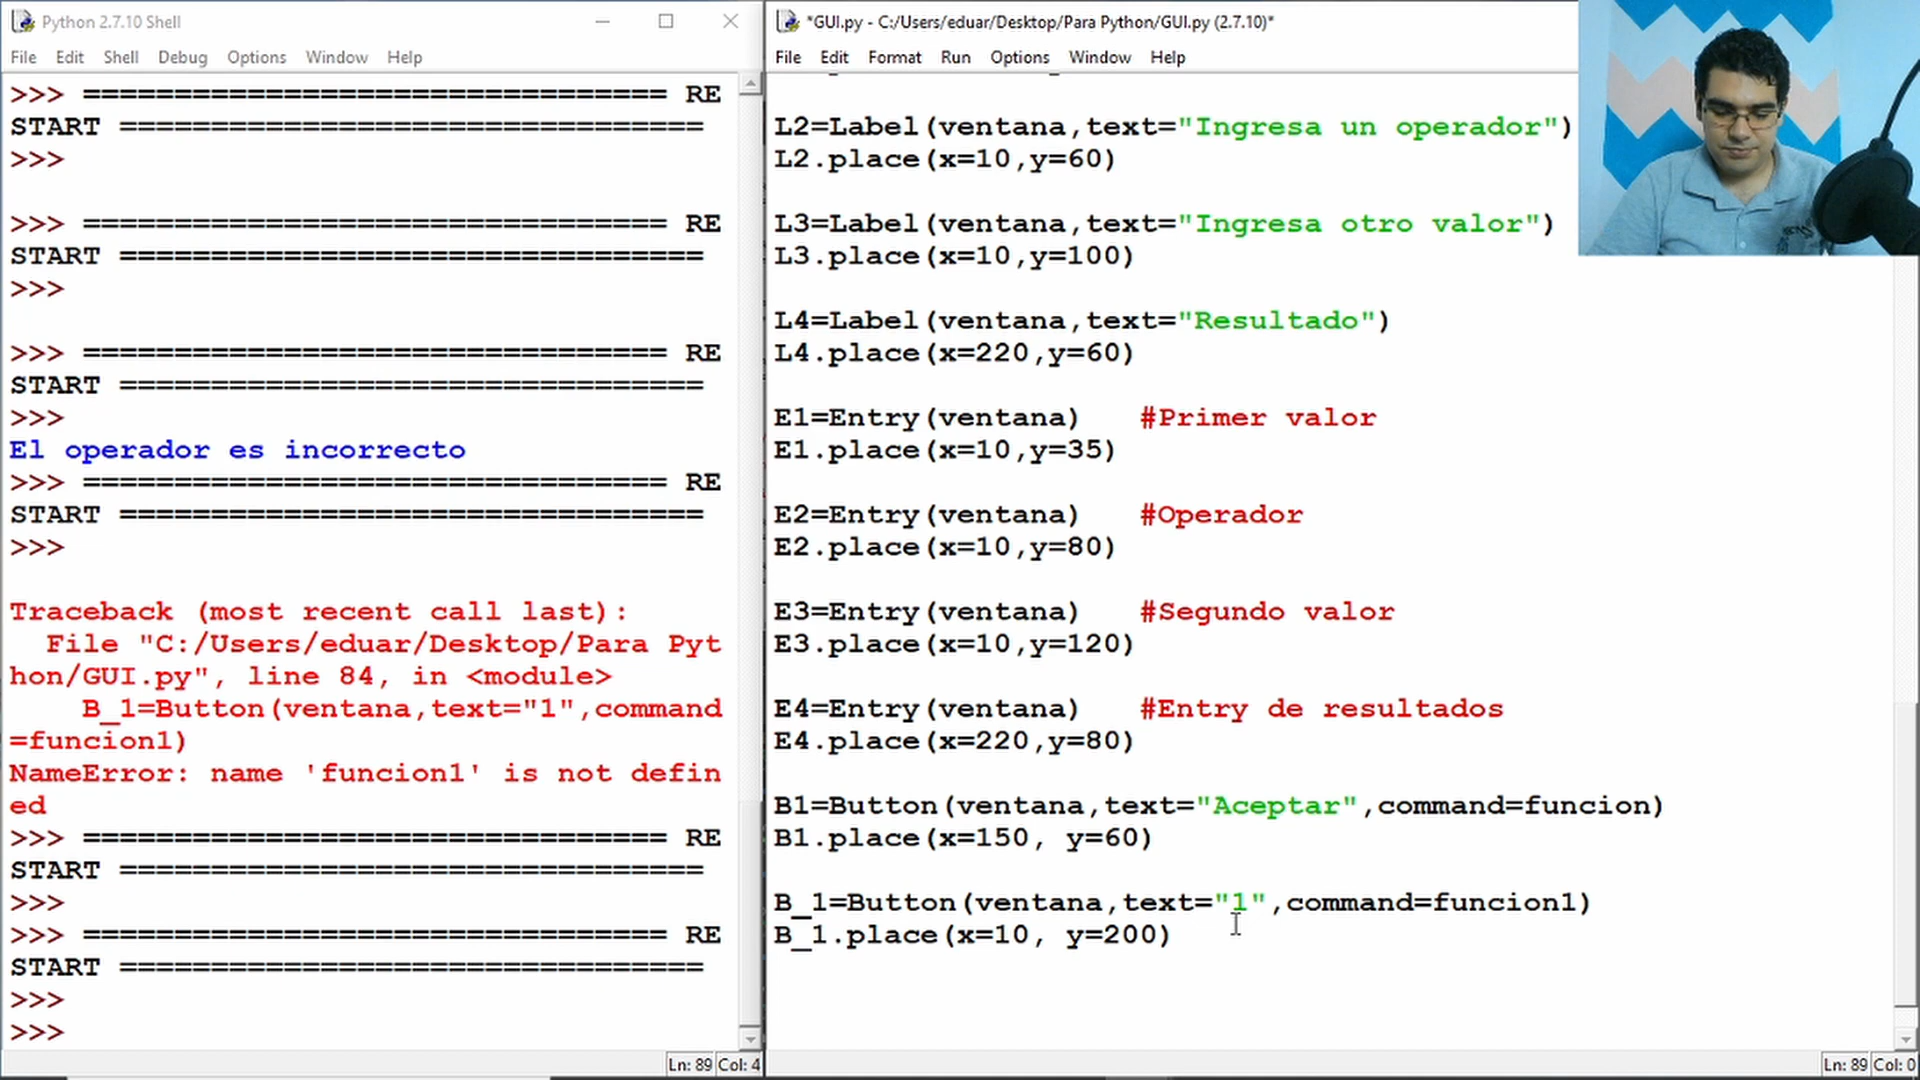 Python 2.7.10 Shell
File Edit Shell Debug Options Window Help
>>> ================================ RE
START ================================
>>>
>>> ================================ RE
START ================================
>>>
>>> ================================ RE
START ================================
>>>
El operador es incorrecto
>>> ================================ RE
START ================================
>>>
Traceback (most recent call last):
  File "C:/Users/eduar/Desktop/Para Pyt
hon/GUI.py", line 84, in <module>
    B_1=Button(ventana,text="1",command
=funcion1)
NameError: name 'funcion1' is not defin
ed
>>> ================================ RE
START ================================
>>>
>>> ================================ RE
START ================================
>>>
>>>
Ln: 89 Col: 4
*GUI.py - C:/Users/eduar/Desktop/Para Python/GUI.py (2.7.10)*
File Edit Format Run Options Window Help
L2=Label(ventana,text="Ingresa un operador")
L2.place(x=10,y=60)
L3=Label(ventana,text="Ingresa otro valor")
L3.place(x=10,y=100)
L4=Label(ventana,text="Resultado")
L4.place(x=220,y=60)
E1=Entry(ventana)   #Primer valor
E1.place(x=10,y=35)
E2=Entry(ventana)   #Operador
E2.place(x=10,y=80)
E3=Entry(ventana)   #Segundo valor
E3.place(x=10,y=120)
E4=Entry(ventana)   #Entry de resultados
E4.place(x=220,y=80)
B1=Button(ventana,text="Aceptar",command=funcion)
B1.place(x=150, y=60)
B_1=Button(ventana,text="1",command=funcion1)
B_1.place(x=10, y=200)
Ln: 89 Col: 0